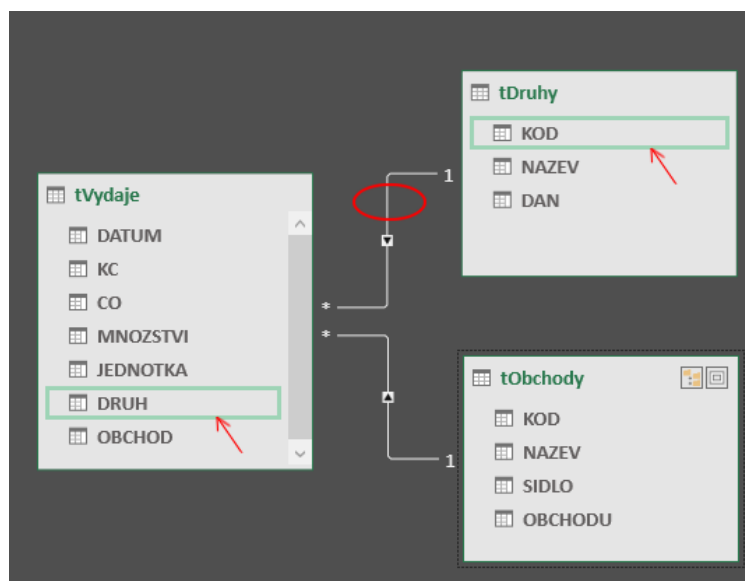 tVydaje
DATUM
KC
CO
MNOZSTVI
JEDNOTKA
DRUH
OBCHOD
*
*
1
1
tDruhy
KOD
NAZEV
DAN
tObchody
KOD
NAZEV
SIDLO
OBCHODU